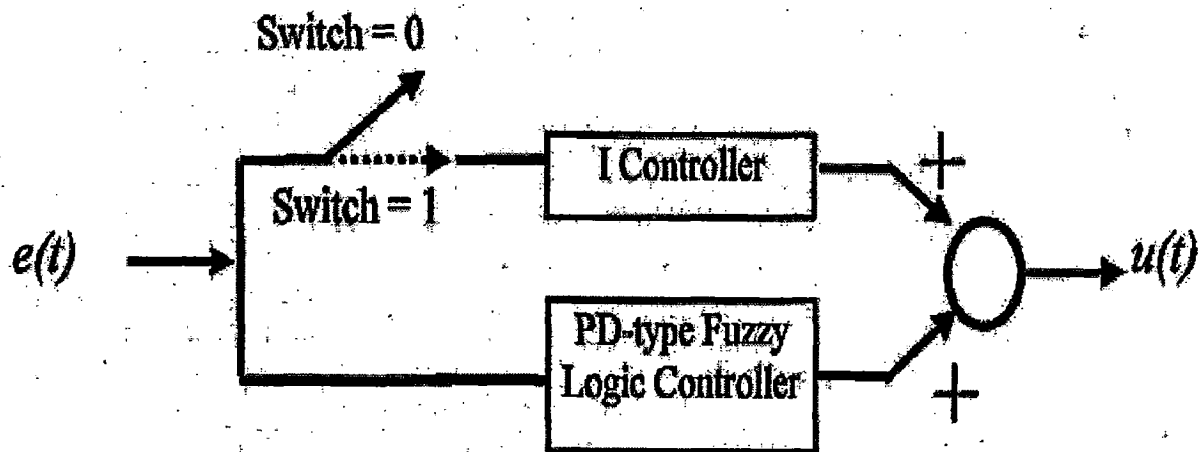 Switch = 0
I Controller
+
Switch = 1
e(t)
u(t)
PD-type Fuzzy
Logic Controller
+